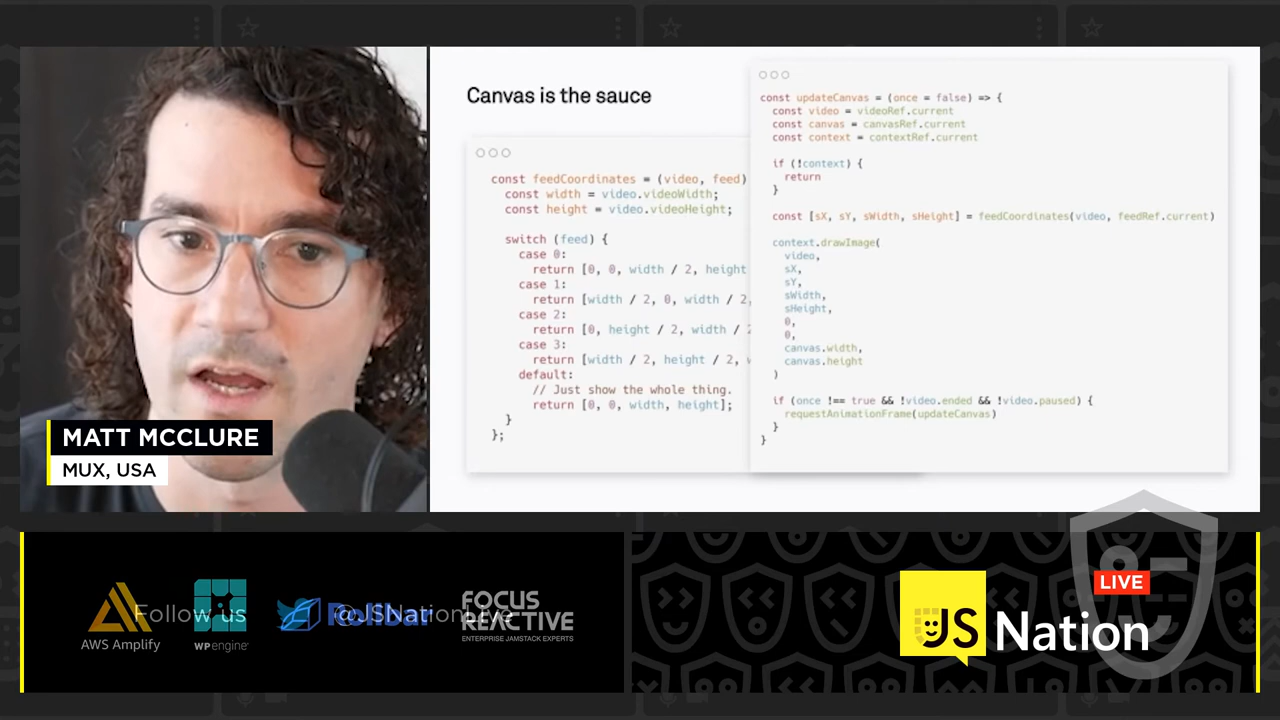 Canvas is the sauce
const feedCoordinates = (video, feed)
const width = video.videoWidth;
const height = video.videoHeight;
switch (feed) {
case 0:
return [0, 0, width / 2, height
case 1:
return [width / 2, 0, width / 2,
case 2:
return [0, height / 2, width / 2
case 3:
return [width / 2, height / 2, w
default:
// Just show the whole thing.
return [0, 0, width, height];
}
};
const updateCanvas = (once = false) => {
const video = videoRef.current
const canvas = canvasRef.current
const context = contextRef.current
if (!context) {
return
}
const [sX, sY, sWidth, sHeight] = feedCoordinates(video, feedRef.current)
context.drawImage(
video,
sX,
sY,
sWidth,
sHeight,
0,
0,
canvas.width,
canvas.height
)
if (once !== true && !video.ended && !video.paused) {
requestAnimationFrame(updateCanvas)
}
}
MATT MCCLURE
MUX, USA
AWS Amplify
WP engine
Follow us @JSNationLive
FOCUS
REACTIVE
ENTERPRISE JAMSTACK EXPERTS
LIVE
JS Nation